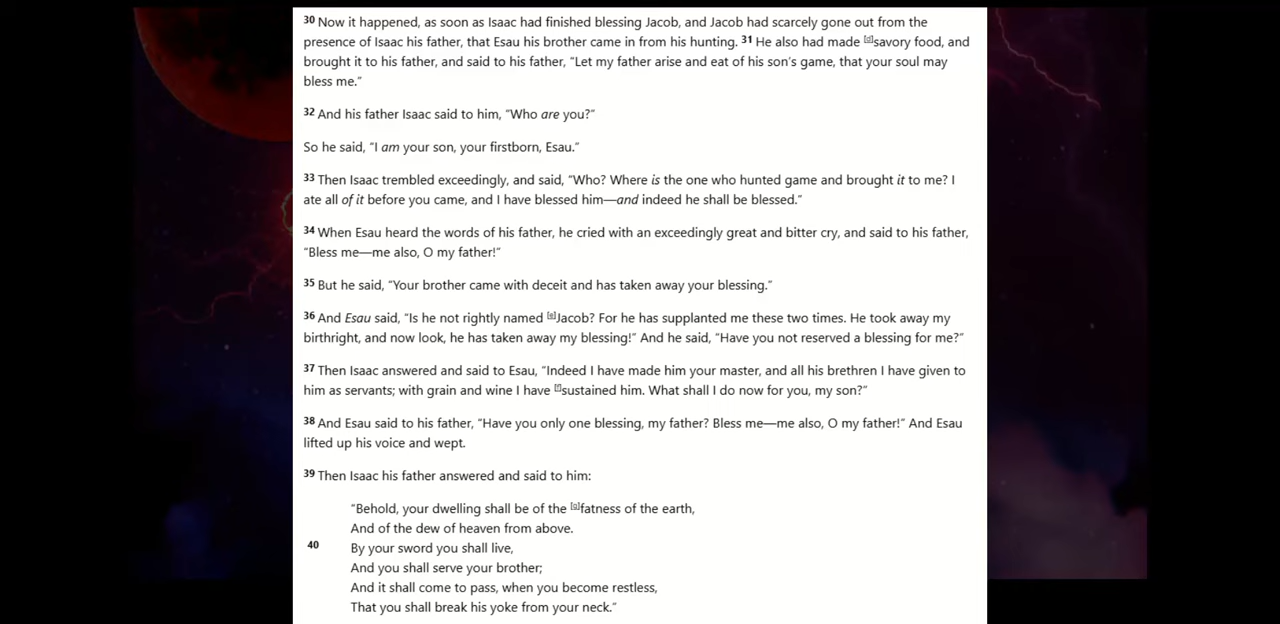 30 Now it happened, as soon as Isaac had finished blessing Jacob, and Jacob had scarcely gone out from the
presence of Isaac his father, that Esau his brother came in from his hunting. 31 He also had made [d]savory food, and
brought it to his father, and said to his father, “Let my father arise and eat of his son’s game, that your soul may
bless me.”
32 And his father Isaac said to him, “Who are you?”
So he said, “I am your son, your firstborn, Esau.”
33 Then Isaac trembled exceedingly, and said, “Who? Where is the one who hunted game and brought it to me? I
ate all of it before you came, and I have blessed him—and indeed he shall be blessed.”
34 When Esau heard the words of his father, he cried with an exceedingly great and bitter cry, and said to his father,
“Bless me—me also, O my father!”
35 But he said, “Your brother came with deceit and has taken away your blessing.”
36 And Esau said, “Is he not rightly named [e]Jacob? For he has supplanted me these two times. He took away my
birthright, and now look, he has taken away my blessing!” And he said, “Have you not reserved a blessing for me?”
37 Then Isaac answered and said to Esau, “Indeed I have made him your master, and all his brethren I have given to
him as servants; with grain and wine I have [f]sustained him. What shall I do now for you, my son?”
38 And Esau said to his father, “Have you only one blessing, my father? Bless me—me also, O my father!” And Esau
lifted up his voice and wept.
39 Then Isaac his father answered and said to him:
“Behold, your dwelling shall be of the [g]fatness of the earth,
And of the dew of heaven from above.
40 By your sword you shall live,
And you shall serve your brother;
And it shall come to pass, when you become restless,
That you shall break his yoke from your neck.”